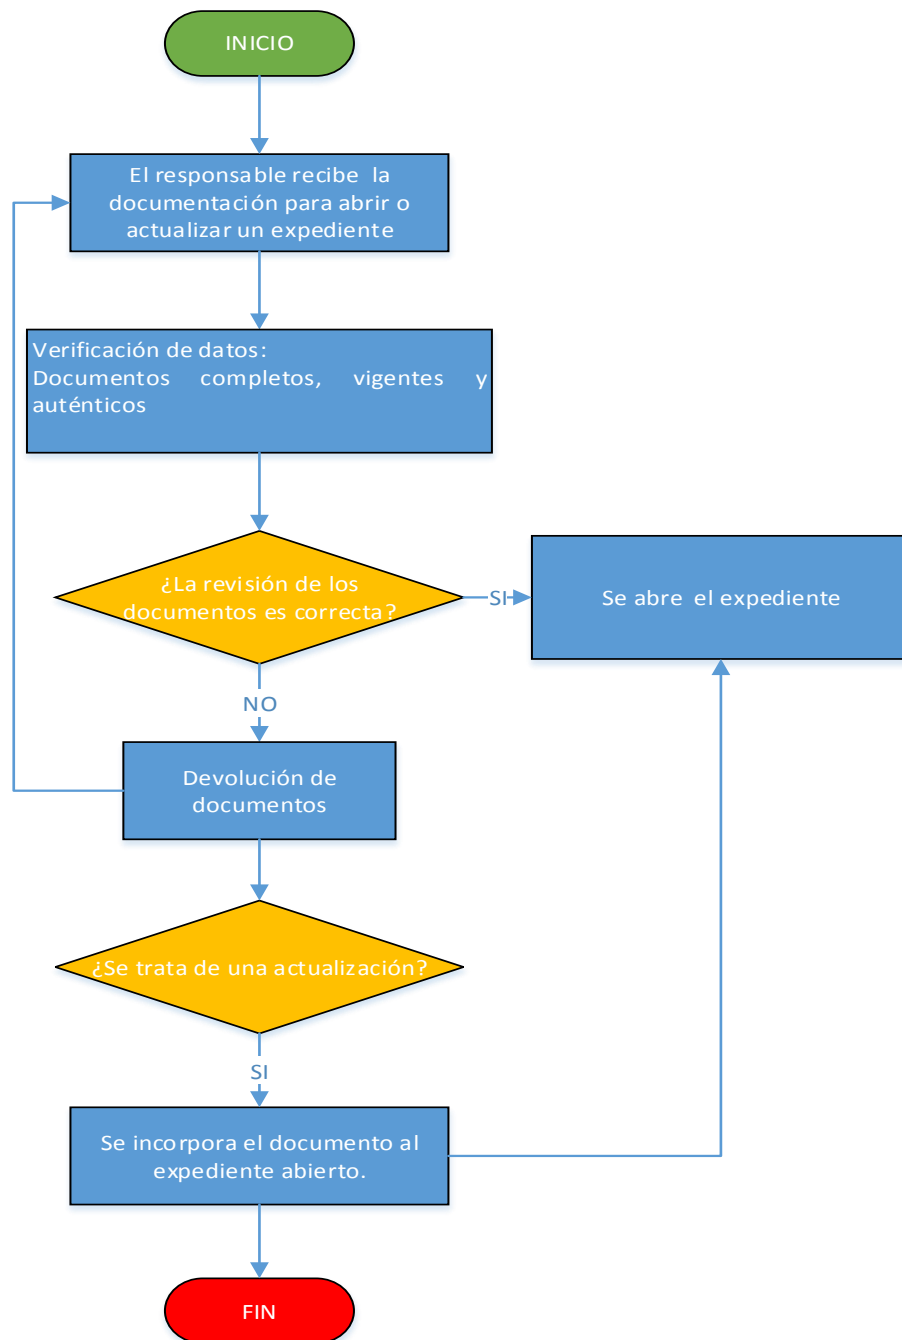 INICIO
El responsable recibe la
documentación para abrir o
actualizar un expediente
Verificación de datos:
Documentos completos, vigentes y
auténticos
¿La revisión de los
documentos es correcta?
SI
Se abre el expediente
NO
Devolución de
documentos
¿Se trata de una actualización?
SI
Se incorpora el documento al
expediente abierto.
FIN